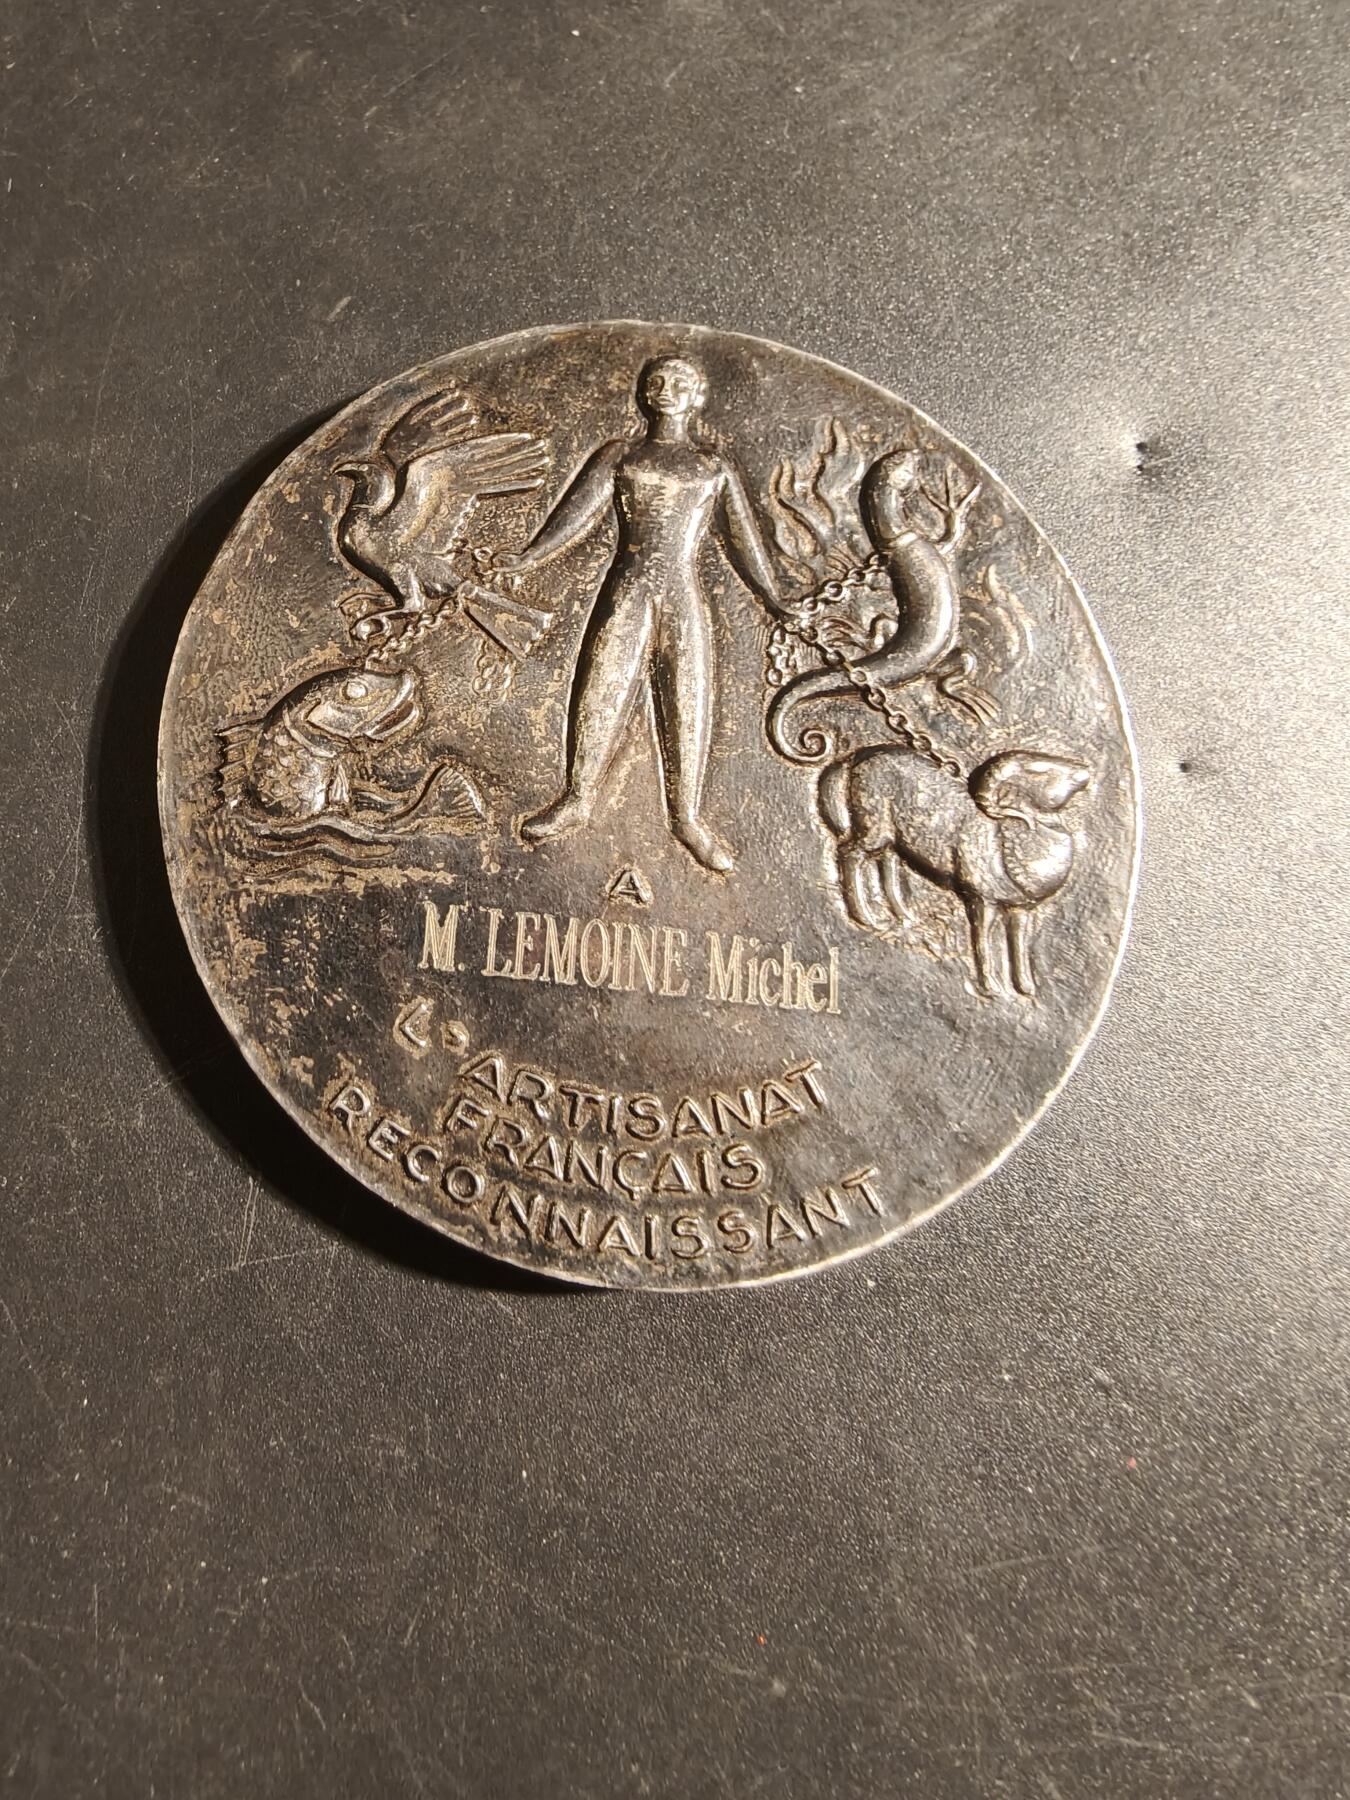 A
M. LEMOINE Michel
L'ARTISANAT
FRANÇAIS
RECONNAISSANT